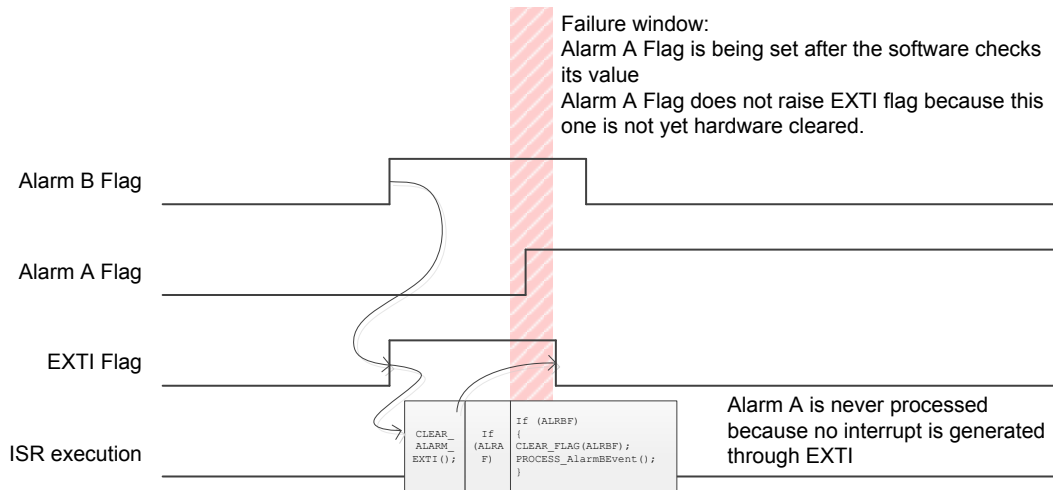 Failure window:
Alarm A Flag is being set after the software checks
its value
Alarm A Flag does not raise EXTI flag because this
one is not yet hardware cleared.
Alarm B Flag
Alarm A Flag
EXTI Flag
ISR execution
CLEAR_
ALARM_
EXTI();
If
(ALRA
F)
If (ALRBF)
{
CLEAR_FLAG(ALRBF);
PROCESS_AlarmBEvent();
}
Alarm A is never processed
because no interrupt is generated
through EXTI